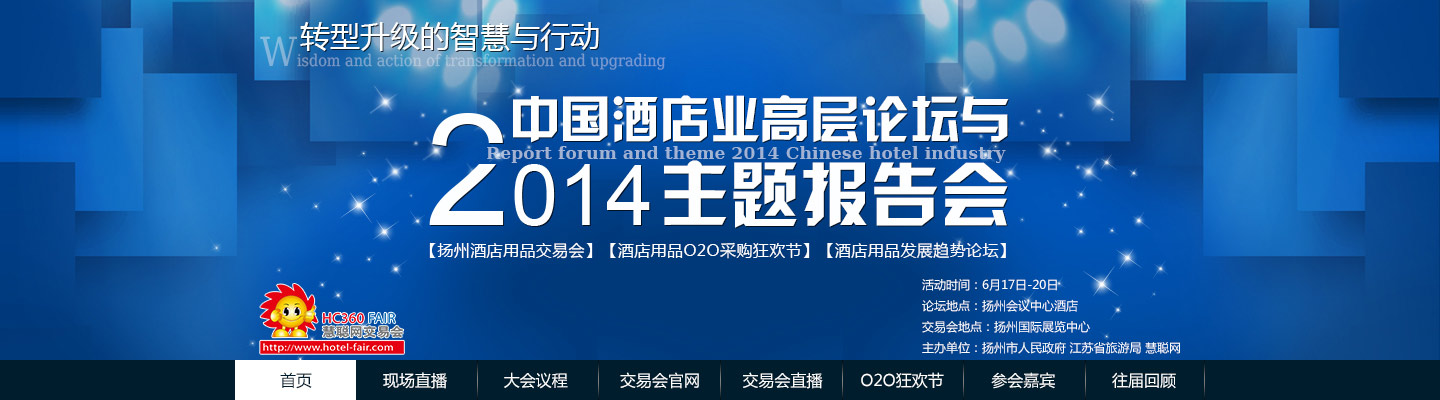 转型升级的智慧与行动
Wisdom and action of transformation and upgrading
中国酒店业高层论坛与
Report forum and theme 2014 Chinese hotel industry
2014主题报告会
【扬州酒店用品交易会】【酒店用品O2O采购狂欢节】【酒店用品发展趋势论坛】
活动时间：6月17日-20日
论坛地点：扬州会议中心酒店
交易会地点：扬州国际展览中心
主办单位：扬州市人民政府 江苏省旅游局 慧聪网
HC360 FAIR
慧聪网交易会
http://www.hotel-fair.com
首页 现场直播 大会议程 交易会官网 交易会直播 O2O狂欢节 参会嘉宾 往届回顾